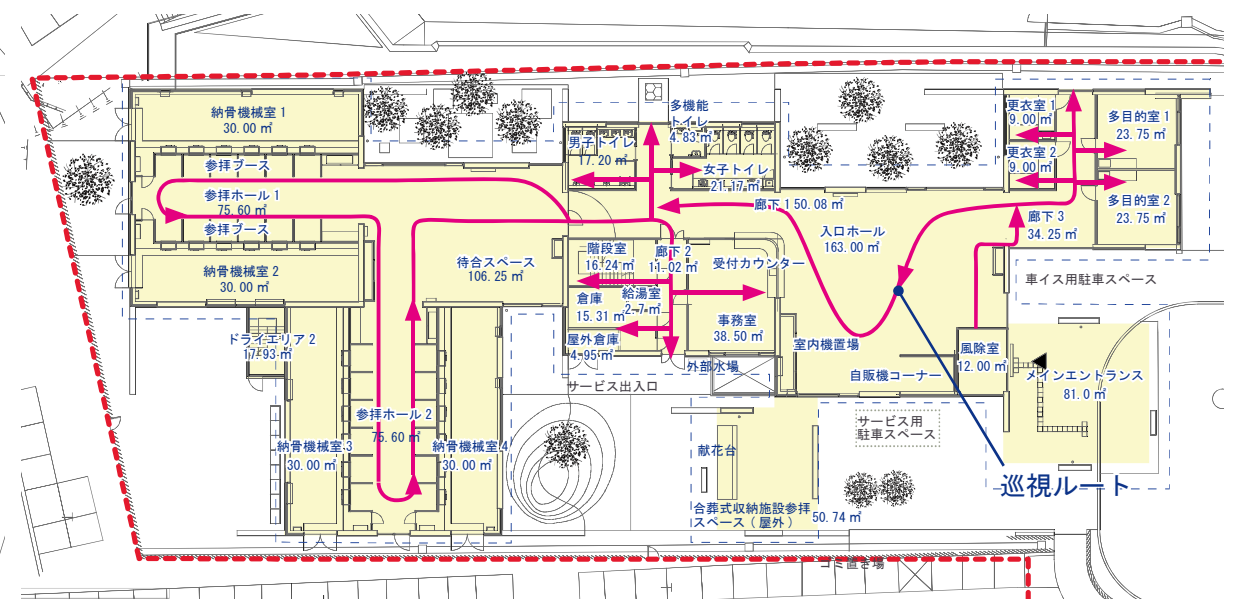 納骨機械室 1
30.00 ㎡
参拝ブース
参拝ホール 1
75.60 ㎡
参拝ブース
納骨機械室 2
30.00 ㎡
ドライエリア 2
17.93 ㎡
納骨機械室 3
30.00 ㎡
参拝ホール 2
75.60 ㎡
納骨機械室 4
30.00 ㎡
待合スペース
106.25 ㎡
男子トイレ
17.20 ㎡
多機能
トイレ
4.83 ㎡
女子トイレ
21.17 ㎡
廊下 1 50.08 ㎡
階段室
16.24 ㎡
廊下 2
11.02 ㎡
倉庫
15.31 ㎡
給湯室
2.7 ㎡
屋外倉庫
4.95 ㎡
受付カウンター
事務室
38.50 ㎡
外部水場
サービス出入口
入口ホール
163.00 ㎡
室内機置場
自販機コーナー
風除室
12.00 ㎡
更衣室 1
9.00 ㎡
更衣室 2
9.00 ㎡
多目的室 1
23.75 ㎡
多目的室 2
23.75 ㎡
廊下 3
34.25 ㎡
車イス用駐車スペース
メインエントランス
81.0 ㎡
サービス用
駐車スペース
献花台
合葬式収納施設参拝
スペース（屋外）
50.74 ㎡
巡視ルート
ゴミ置き場